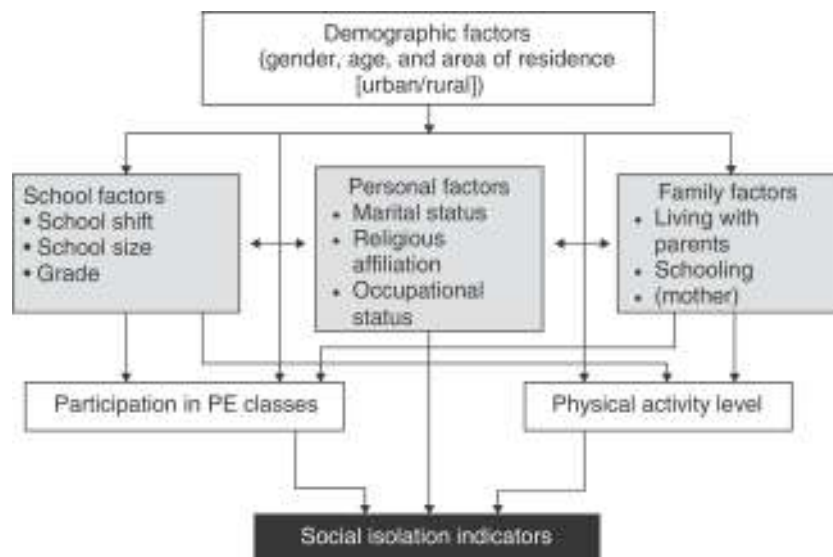 Demographic factors
(gender, age, and area of residence
[urban/rural])
School factors
• School shift
• School size
• Grade
Personal factors
• Marital status
• Religious
affiliation
• Occupational
status
Family factors
• Living with
parents
• Schooling
• (mother)
Participation in PE classes
Physical activity level
Social isolation indicators